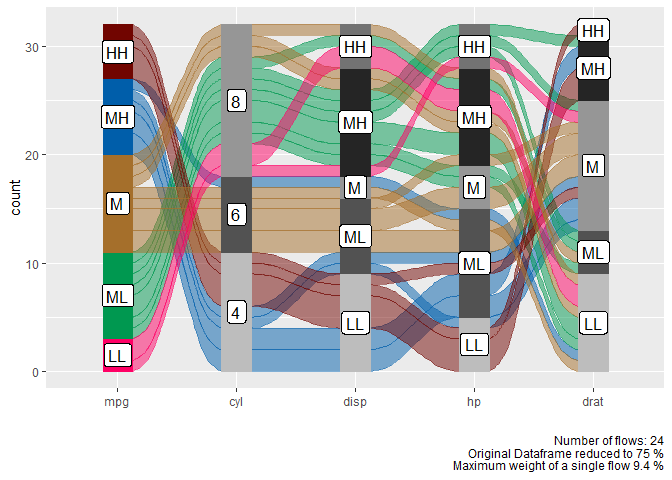 count
30
20
10
0
HH
MH
M
ML
LL
8
6
4
HH
MH
M
ML
LL
HH
MH
M
ML
LL
HH
MH
M
ML
LL
mpg cyl disp hp drat
Number of flows: 24
Original Dataframe reduced to 75 %
Maximum weight of a single flow 9.4 %